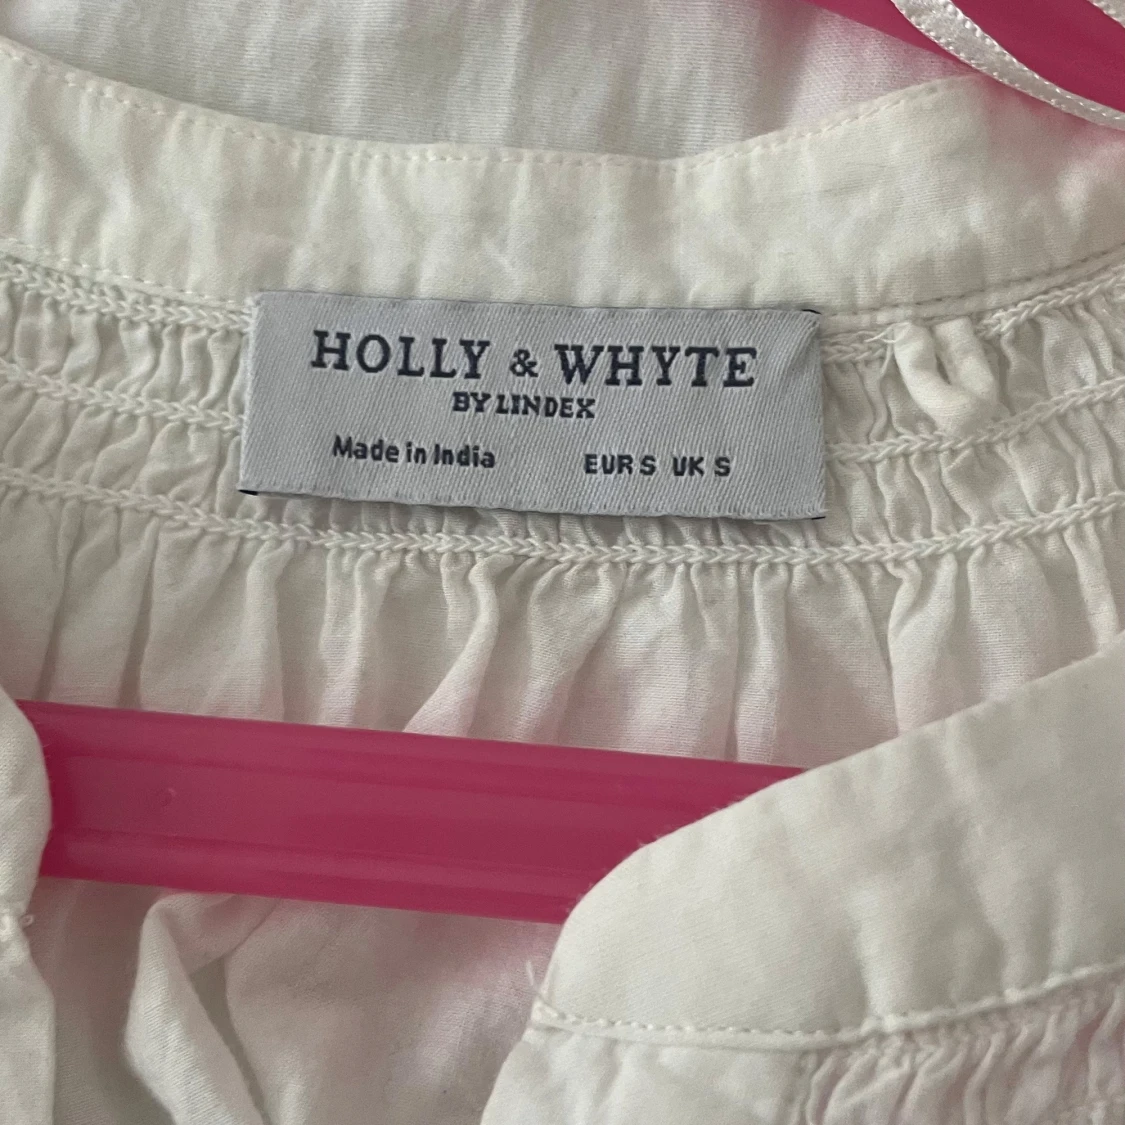 HOLLY & WHYTE
BY LINDEX
Made in India EUR S UK S